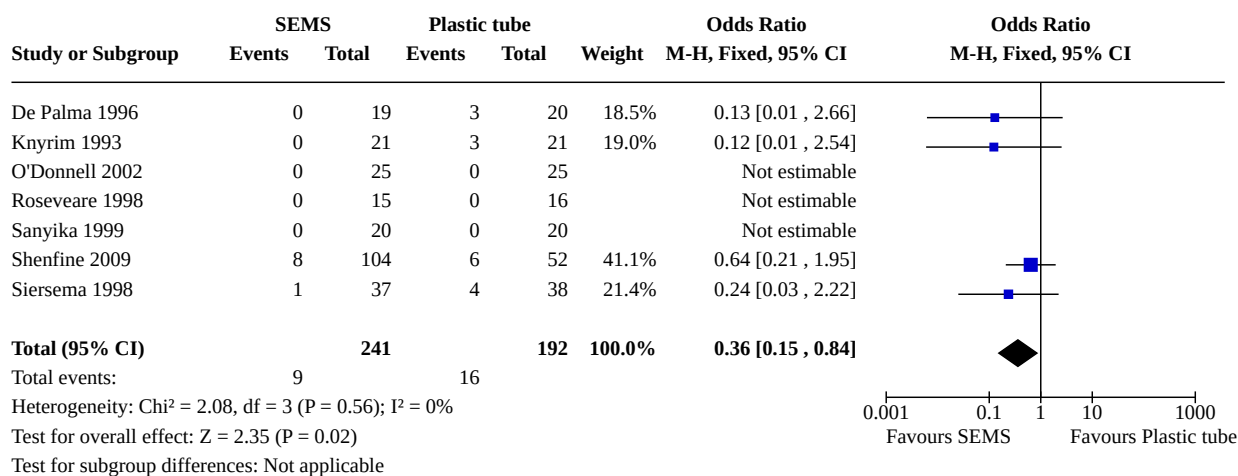 SEMS Plastic tube Odds Ratio Odds Ratio
Study or Subgroup Events Total Events Total Weight M-H, Fixed, 95% CI M-H, Fixed, 95% CI
De Palma 1996 0 19 3 20 18.5% 0.13 [0.01 , 2.66]
Knyrim 1993 0 21 3 21 19.0% 0.12 [0.01 , 2.54]
O'Donnell 2002 0 25 0 25 Not estimable
Roseveare 1998 0 15 0 16 Not estimable
Sanyika 1999 0 20 0 20 Not estimable
Shenfine 2009 8 104 6 52 41.1% 0.64 [0.21 , 1.95]
Siersema 1998 1 37 4 38 21.4% 0.24 [0.03 , 2.22]
Total (95% CI) 241 192 100.0% 0.36 [0.15 , 0.84]
Total events: 9 16
Heterogeneity: Chi² = 2.08, df = 3 (P = 0.56); I² = 0%
0.001 0.1 1 10 1000
Test for overall effect: Z = 2.35 (P = 0.02) Favours SEMS Favours Plastic tube
Test for subgroup differences: Not applicable